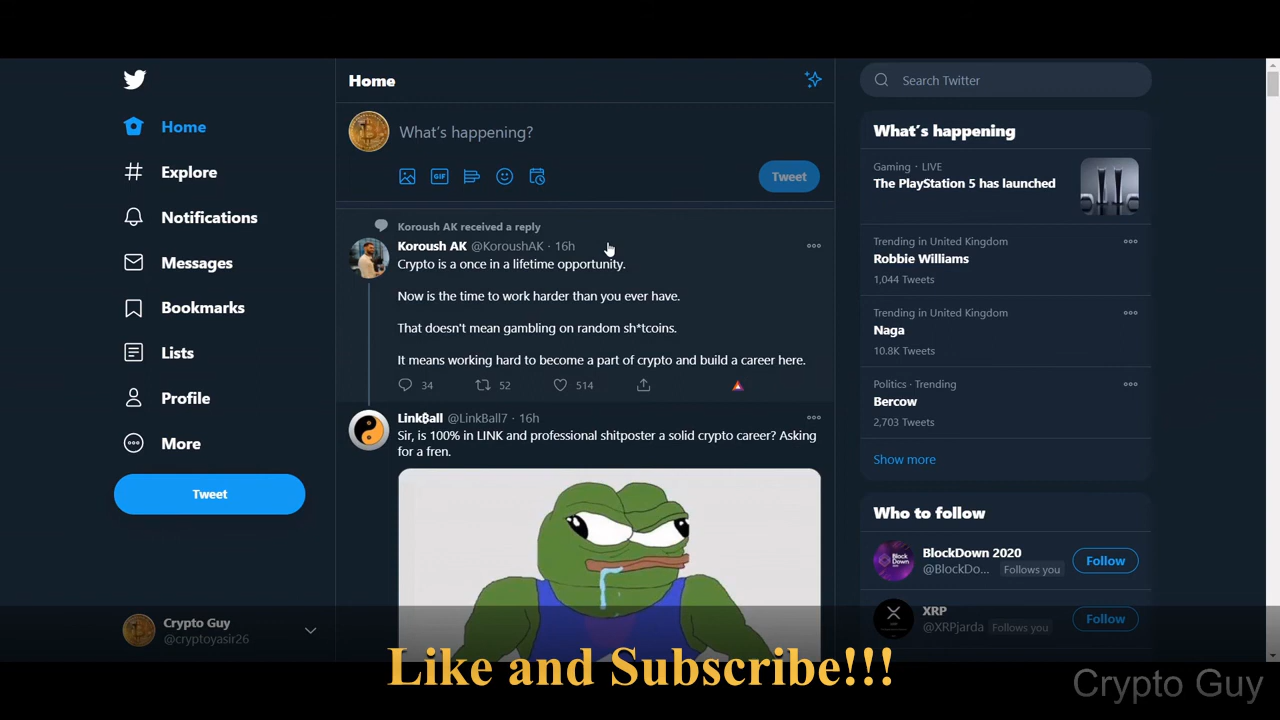 Home
Explore
Notifications
Messages
Bookmarks
Lists
Profile
More
Tweet
Crypto Guy
@cryptoyasir26
Home
What's happening?
GIF
Tweet
Koroush AK received a reply
Koroush AK @KoroushAK · 16h
Crypto is a once in a lifetime opportunity.
Now is the time to work harder than you ever have.
That doesn't mean gambling on random sh*tcoins.
It means working hard to become a part of crypto and build a career here.
34 52 514
Link₿all @LinkBall7 · 16h
Sir, is 100% in LINK and professional shitposter a solid crypto career? Asking
for a fren.
Search Twitter
What's happening
Gaming · LIVE
The PlayStation 5 has launched
Trending in United Kingdom
Robbie Williams
1,044 Tweets
Trending in United Kingdom
Naga
10.8K Tweets
Politics · Trending
Bercow
2,703 Tweets
Show more
Who to follow
BlockDown 2020
@BlockDo... Follows you
Follow
XRP
@XRPjarda Follows you
Follow
Like and Subscribe!!!
Crypto Guy